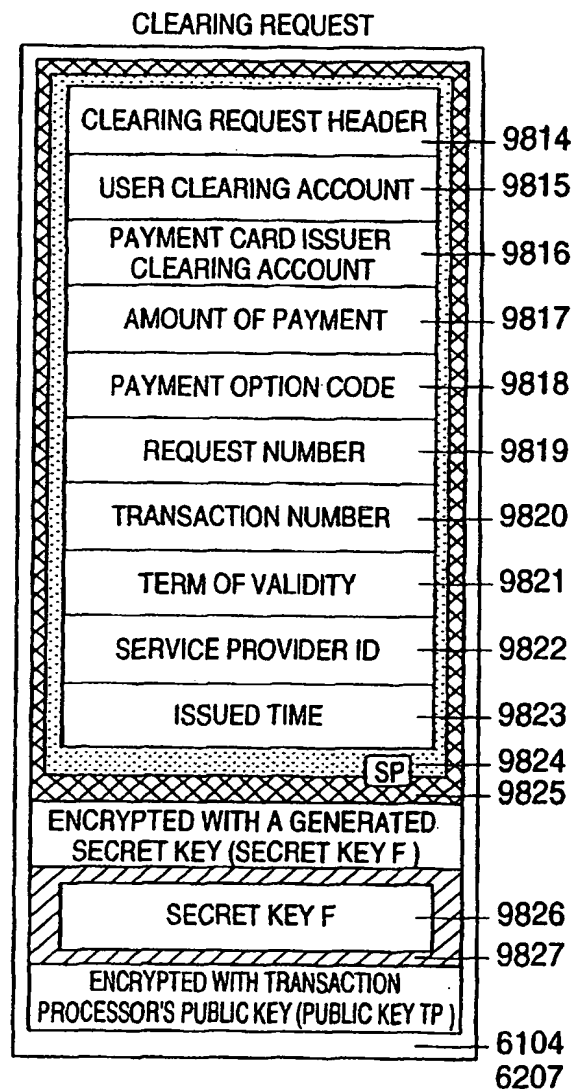 CLEARING REQUEST
CLEARING REQUEST HEADER
9814
USER CLEARING ACCOUNT
9815
PAYMENT CARD ISSUER
CLEARING ACCOUNT
9816
AMOUNT OF PAYMENT
9817
PAYMENT OPTION CODE
9818
REQUEST NUMBER
9819
TRANSACTION NUMBER
9820
TERM OF VALIDITY
9821
SERVICE PROVIDER ID
9822
ISSUED TIME
9823
SP
9824
9825
ENCRYPTED WITH A GENERATED
SECRET KEY (SECRET KEY F )
SECRET KEY F
9826
9827
ENCRYPTED WITH TRANSACTION
PROCESSOR'S PUBLIC KEY (PUBLIC KEY TP )
6104
6207